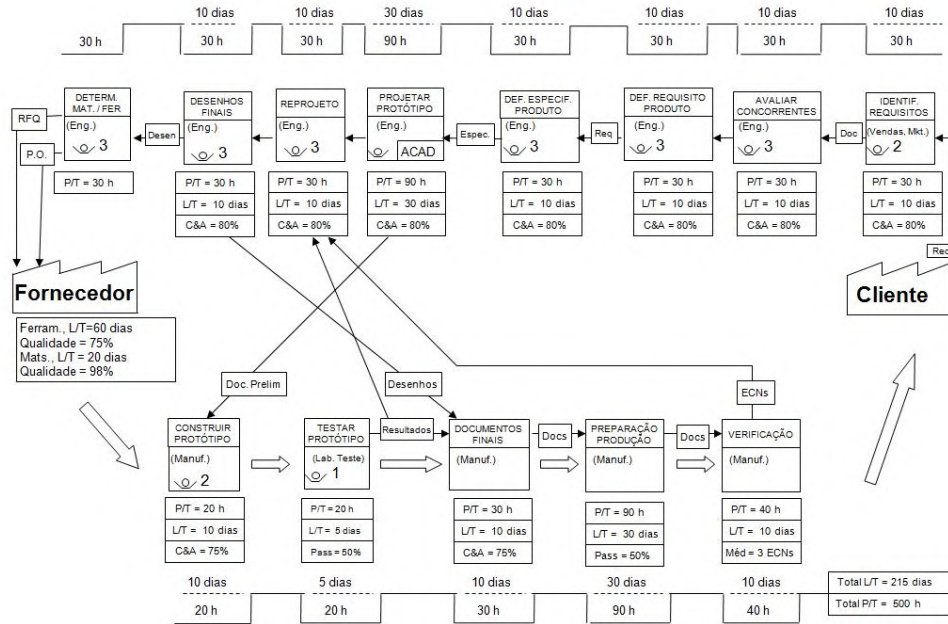 10 dias 10 dias 30 dias 10 dias 10 dias 10 dias 10 dias
30 h 30 h 30 h 90 h 30 h 30 h 30 h 30 h
RFQ
P.O.
DETERM.
MAT. / FER
(Eng.)
3
P/T = 30 h
Desen
DESENHOS
FINAIS
(Eng.)
3
P/T = 30 h
L/T = 10 dias
C&A = 80%
REPROJETO
(Eng.)
3
P/T = 30 h
L/T = 10 dias
C&A = 80%
PROJETAR
PROTÓTIPO
(Eng.)
ACAD
P/T = 90 h
L/T = 30 dias
C&A = 80%
Espec.
DEF. ESPECIF.
PRODUTO
(Eng.)
3
P/T = 30 h
L/T = 10 dias
C&A = 80%
Req
DEF. REQUISITO
PRODUTO
(Eng.)
3
P/T = 30 h
L/T = 10 dias
C&A = 80%
AVALIAR
CONCORRENTES
(Eng.)
3
P/T = 30 h
L/T = 10 dias
C&A = 80%
Doc
IDENTIF.
REQUISITOS
(Vendas, Mkt.)
2
P/T = 30 h
L/T = 10 dias
C&A = 80%
Fornecedor
Ferram., L/T=60 dias
Qualidade = 75%
Mats., L/T = 20 dias
Qualidade = 98%
Cliente
Doc. Prelim
Desenhos
ECNs
CONSTRUIR
PROTÓTIPO
(Manuf.)
2
P/T = 20 h
L/T = 10 dias
C&A = 75%
TESTAR
PROTÓTIPO
(Lab. Teste)
1
P/T = 20 h
L/T = 5 dias
Pass = 50%
Resultados
DOCUMENTOS
FINAIS
(Manuf.)
P/T = 30 h
L/T = 10 dias
C&A = 75%
Docs
PREPARAÇÃO
PRODUÇÃO
(Manuf.)
P/T = 90 h
L/T = 30 dias
Pass = 50%
Docs
VERIFICAÇÃO
(Manuf.)
P/T = 40 h
L/T = 10 dias
Méd = 3 ECNs
10 dias 5 dias 10 dias 30 dias 10 dias
20 h 20 h 30 h 90 h 40 h
Total L/T = 215 dias
Total P/T = 500 h